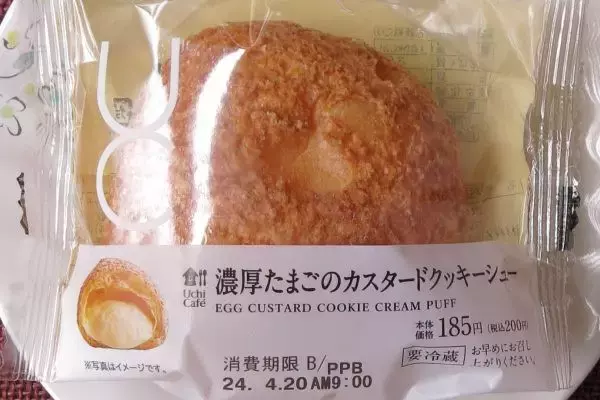 UC
Uchi
Café
濃厚たまごのカスタードクッキーシュー
EGG CUSTARD COOKIE CREAM PUFF
本体
価格
185円(税込200円)
※写真はイメージです。
消費期限 B/PPB
24. 4.20AM9:00
要冷蔵
お早めにお召し
上がりください。